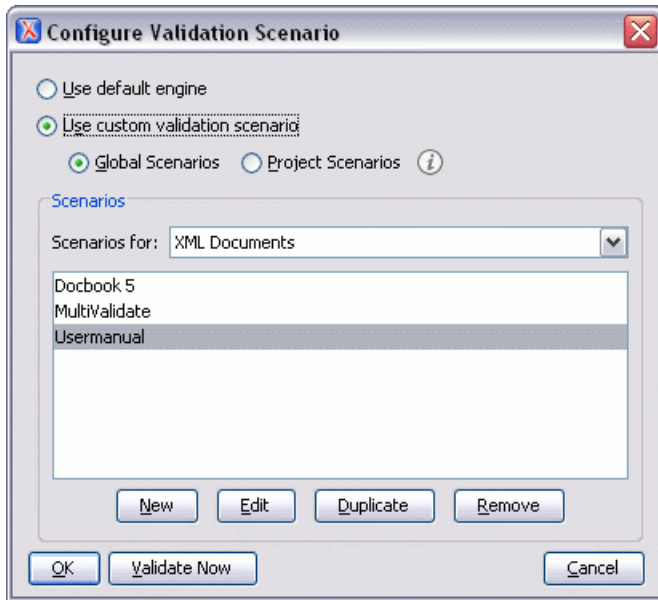 Configure Validation Scenario
Use default engine
Use custom validation scenario
Global Scenarios Project Scenarios i
Scenarios
Scenarios for: XML Documents
Docbook 5
MultiValidate
Usermanual
New Edit Duplicate Remove
OK Validate Now Cancel